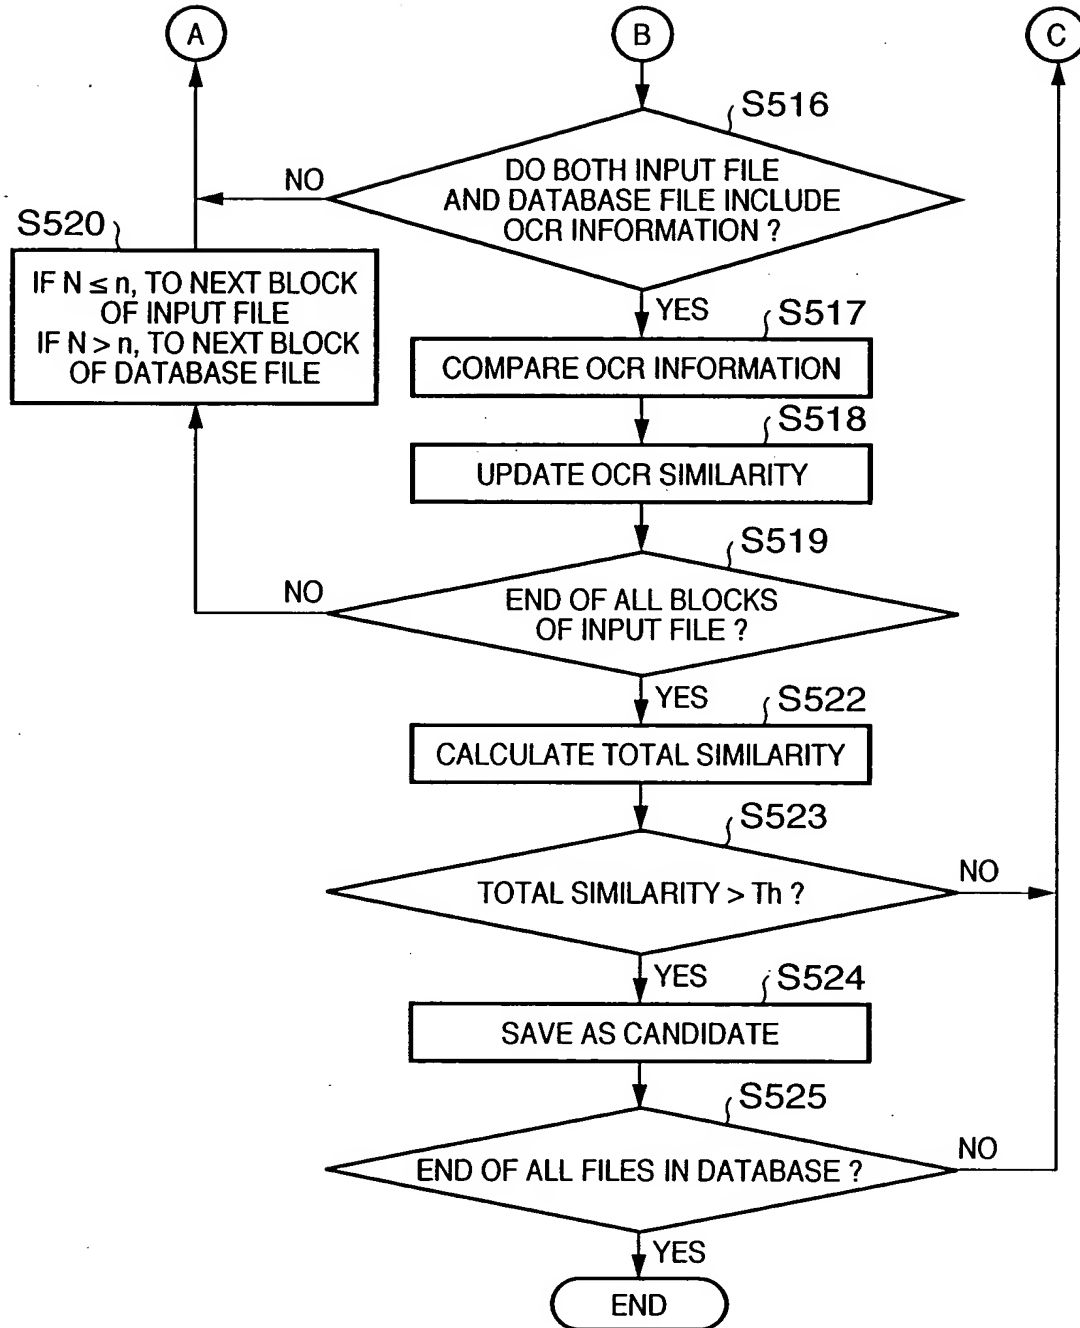 A
B
C
S516
DO BOTH INPUT FILE
AND DATABASE FILE INCLUDE
OCR INFORMATION ?
NO
S520
IF N ≤ n, TO NEXT BLOCK
OF INPUT FILE
IF N > n, TO NEXT BLOCK
OF DATABASE FILE
YES
S517
COMPARE OCR INFORMATION
S518
UPDATE OCR SIMILARITY
S519
NO
END OF ALL BLOCKS
OF INPUT FILE ?
YES
S522
CALCULATE TOTAL SIMILARITY
S523
TOTAL SIMILARITY > Th ?
NO
YES
S524
SAVE AS CANDIDATE
S525
END OF ALL FILES IN DATABASE ?
NO
YES
END